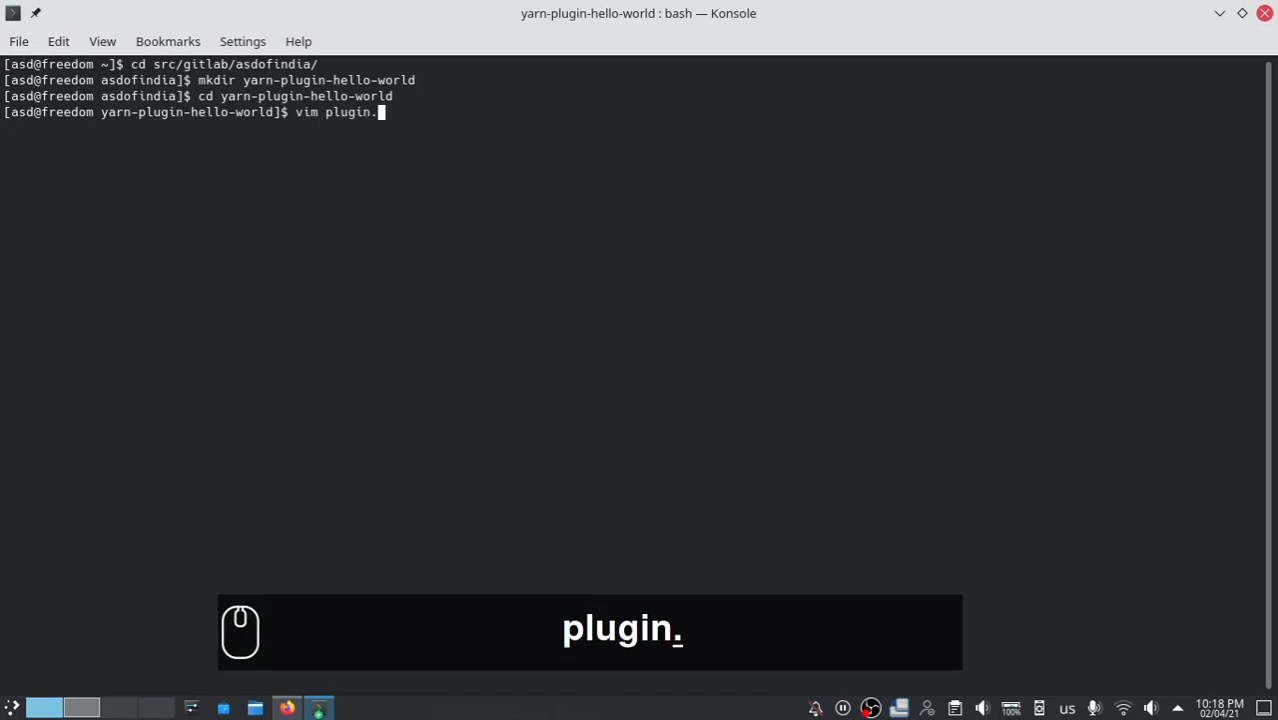 yarn-plugin-hello-world : bash — Konsole
File Edit View Bookmarks Settings Help
[asd@freedom ~]$ cd src/gitlab/asdofindia/
[asd@freedom asdofindia]$ mkdir yarn-plugin-hello-world
[asd@freedom asdofindia]$ cd yarn-plugin-hello-world
[asd@freedom yarn-plugin-hello-world]$ vim plugin.
plugin.
100% us 10:18 PM
02/04/21